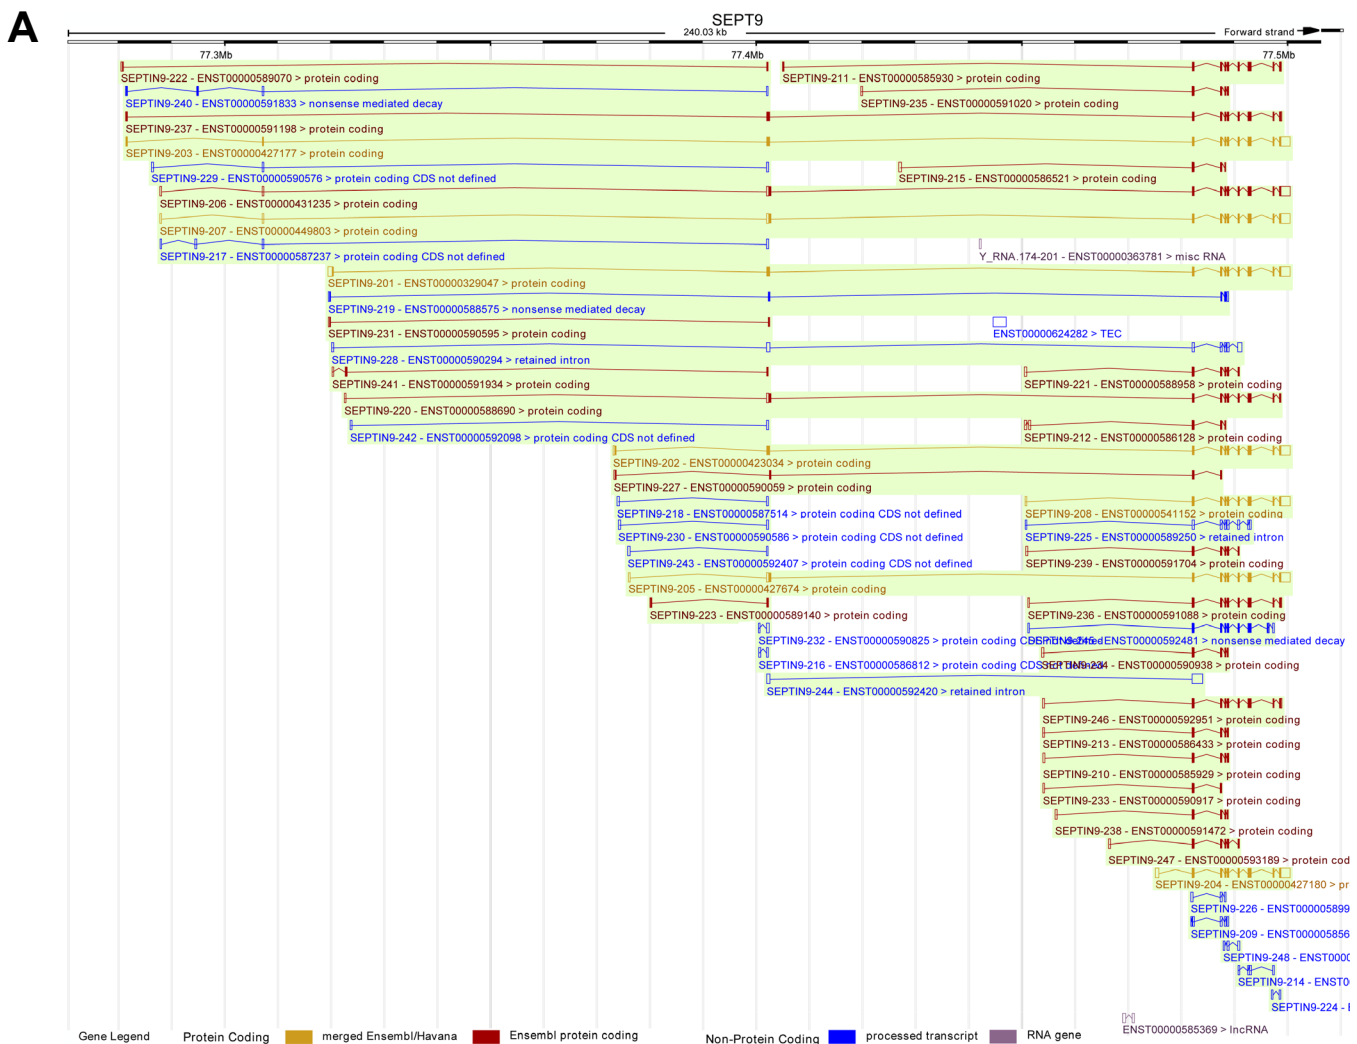 A
SEPT9
240.03 kb
Forward strand
77.3Mb
77.4Mb
77.5Mb
SEPTIN9-222 - ENST00000589070 > protein coding
SEPTIN9-211 - ENST00000585930 > protein coding
SEPTIN9-240 - ENST00000591833 > nonsense mediated decay
SEPTIN9-235 - ENST00000591020 > protein coding
SEPTIN9-237 - ENST00000591198 > protein coding
SEPTIN9-203 - ENST00000427177 > protein coding
SEPTIN9-229 - ENST00000590576 > protein coding CDS not defined
SEPTIN9-215 - ENST00000586521 > protein coding
SEPTIN9-206 - ENST00000431235 > protein coding
SEPTIN9-207 - ENST00000449803 > protein coding
SEPTIN9-217 - ENST00000587237 > protein coding CDS not defined
Y_RNA.174-201 - ENST00000363781 > misc RNA
SEPTIN9-201 - ENST00000329047 > protein coding
SEPTIN9-219 - ENST00000588575 > nonsense mediated decay
SEPTIN9-231 - ENST00000590595 > protein coding
ENST00000624282 > TEC
SEPTIN9-228 - ENST00000590294 > retained intron
SEPTIN9-241 - ENST00000591934 > protein coding
SEPTIN9-221 - ENST00000588958 > protein coding
SEPTIN9-220 - ENST00000588690 > protein coding
SEPTIN9-242 - ENST00000592098 > protein coding CDS not defined
SEPTIN9-212 - ENST00000586128 > protein coding
SEPTIN9-202 - ENST00000423034 > protein coding
SEPTIN9-227 - ENST00000590059 > protein coding
SEPTIN9-218 - ENST00000587514 > protein coding CDS not defined
SEPTIN9-208 - ENST00000541152 > protein coding
SEPTIN9-230 - ENST00000590586 > protein coding CDS not defined
SEPTIN9-225 - ENST00000589250 > retained intron
SEPTIN9-243 - ENST00000592407 > protein coding CDS not defined
SEPTIN9-239 - ENST00000591704 > protein coding
SEPTIN9-205 - ENST00000427674 > protein coding
SEPTIN9-223 - ENST00000589140 > protein coding
SEPTIN9-236 - ENST00000591088 > protein coding
SEPTIN9-232 - ENST00000590825 > protein coding CDS not defined
ENST00000592481 > nonsense mediated decay
SEPTIN9-216 - ENST00000586812 > protein coding CDS not defined
ENST00000590938 > protein coding
SEPTIN9-244 - ENST00000592420 > retained intron
SEPTIN9-246 - ENST00000592951 > protein coding
SEPTIN9-213 - ENST00000586433 > protein coding
SEPTIN9-210 - ENST00000585929 > protein coding
SEPTIN9-233 - ENST00000590917 > protein coding
SEPTIN9-238 - ENST00000591472 > protein coding
SEPTIN9-247 - ENST00000593189 > protein cod
SEPTIN9-204 - ENST00000427180 > pr
SEPTIN9-226 - ENST000005899
SEPTIN9-209 - ENST000005856
SEPTIN9-248 - ENST0000
SEPTIN9-214 - ENST0
SEPTIN9-224 -
ENST00000585369 > lncRNA
Gene Legend
Protein Coding
merged Ensembl/Havana
Ensembl protein coding
Non-Protein Coding
processed transcript
RNA gene